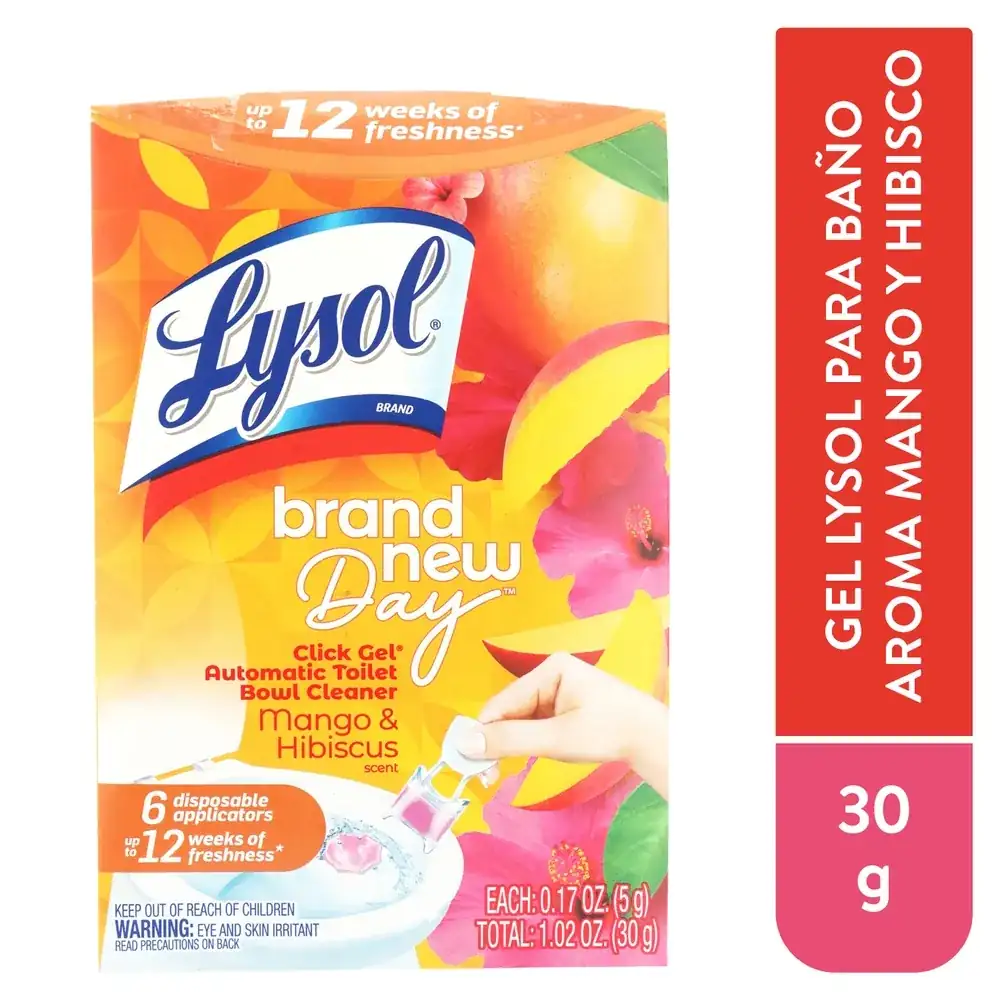 up to 12 weeks of freshness*
Lysol®
BRAND
brand
new
Day™
Click Gel®
Automatic Toilet
Bowl Cleaner
Mango &
Hibiscus
scent
6 disposable applicators
up to 12 weeks of freshness*
KEEP OUT OF REACH OF CHILDREN
WARNING: EYE AND SKIN IRRITANT
READ PRECAUTIONS ON BACK
EACH: 0.17 OZ. (5 g)
TOTAL: 1.02 OZ. (30 g)
GEL LYSOL PARA BAÑO
AROMA MANGO Y HIBISCO
30
g